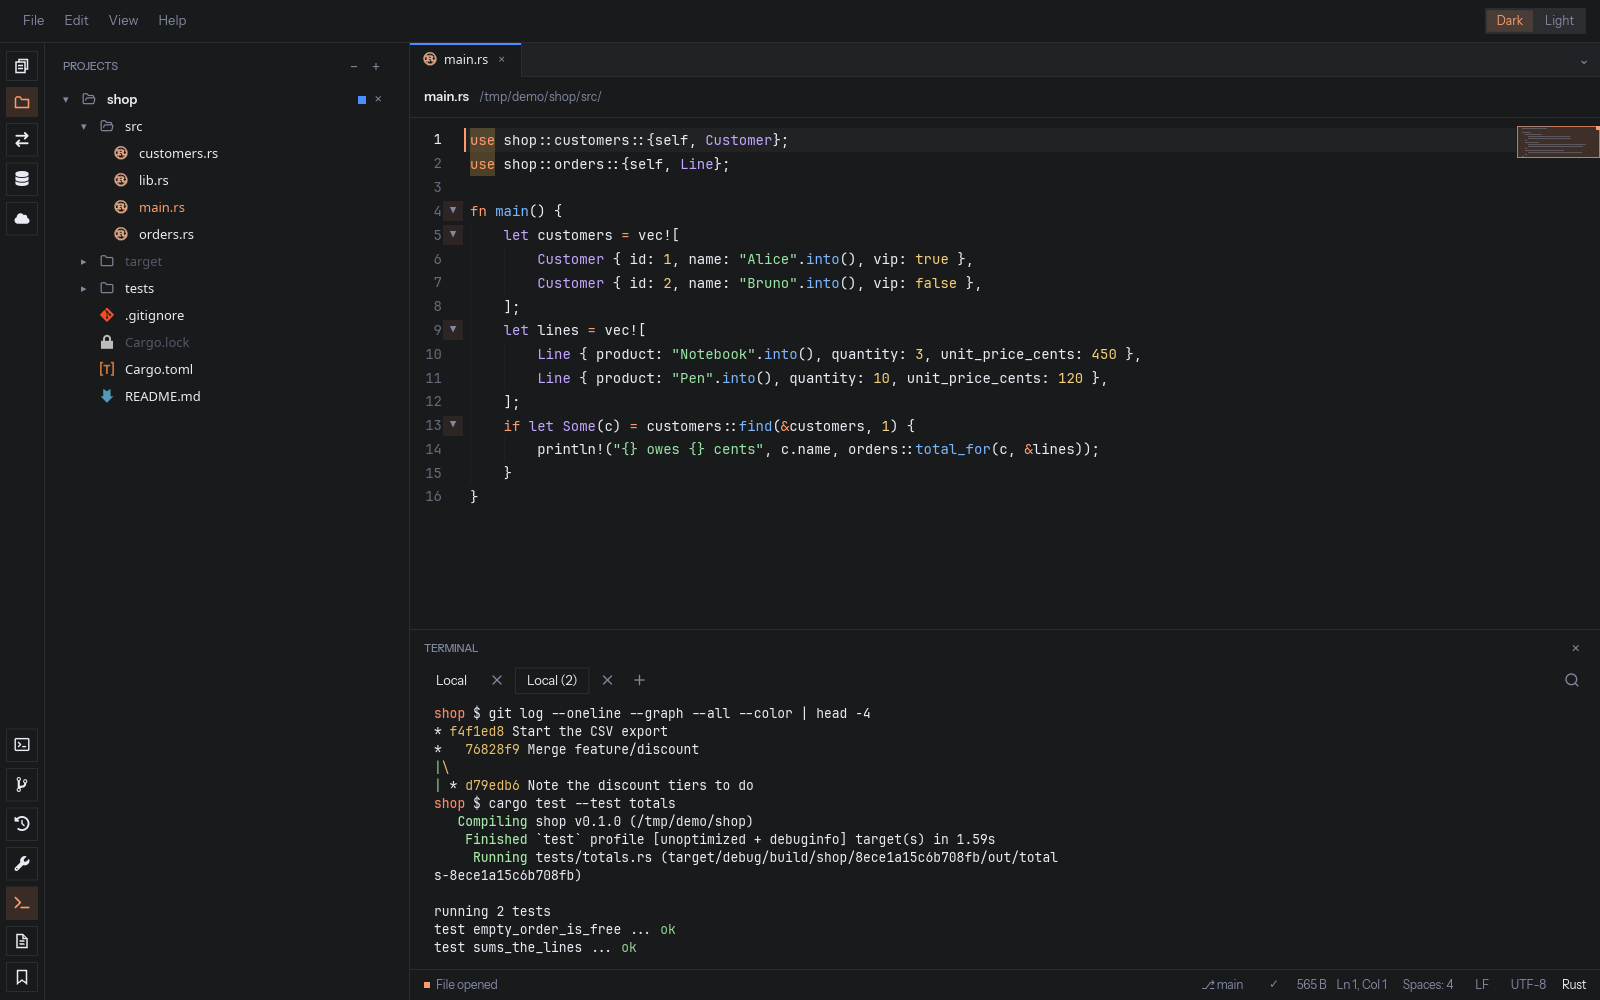 File Edit View Help
Dark Light
PROJECTS
shop
src
customers.rs
lib.rs
main.rs
orders.rs
target
tests
.gitignore
Cargo.lock
Cargo.toml
README.md
main.rs
main.rs /tmp/demo/shop/src/
1 use shop::customers::{self, Customer};
2 use shop::orders::{self, Line};
3
4 fn main() {
5 let customers = vec![
6 Customer { id: 1, name: "Alice".into(), vip: true },
7 Customer { id: 2, name: "Bruno".into(), vip: false },
8 ];
9 let lines = vec![
10 Line { product: "Notebook".into(), quantity: 3, unit_price_cents: 450 },
11 Line { product: "Pen".into(), quantity: 10, unit_price_cents: 120 },
12 ];
13 if let Some(c) = customers::find(&customers, 1) {
14 println!("{} owes {} cents", c.name, orders::total_for(c, &lines));
15 }
16 }
TERMINAL
Local Local (2)
shop $ git log --oneline --graph --all --color | head -4
* f4f1ed8 Start the CSV export
*   76828f9 Merge feature/discount
|\
| * d79edb6 Note the discount tiers to do
shop $ cargo test --test totals
Compiling shop v0.1.0 (/tmp/demo/shop)
Finished `test` profile [unoptimized + debuginfo] target(s) in 1.59s
Running tests/totals.rs (target/debug/build/shop/8ece1a15c6b708fb/out/total
s-8ece1a15c6b708fb)
running 2 tests
test empty_order_is_free ... ok
test sums_the_lines ... ok
File opened
main ✓ 565 B Ln 1, Col 1 Spaces: 4 LF UTF-8 Rust